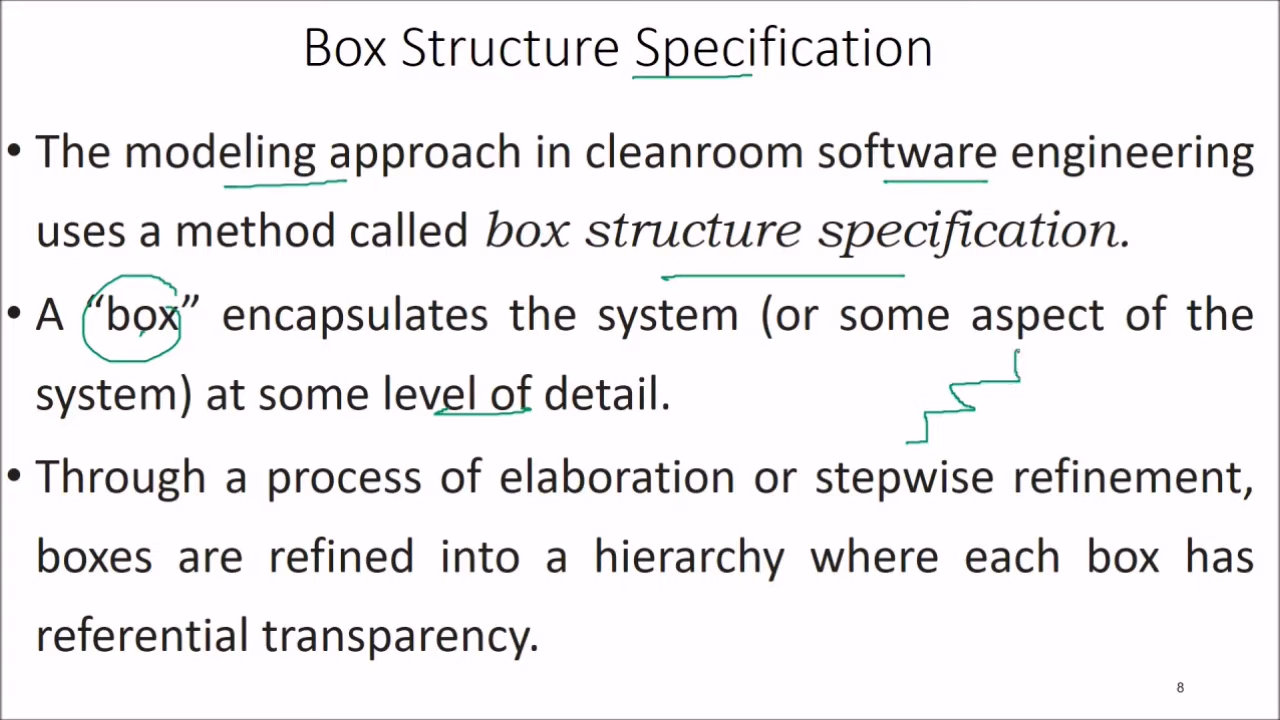 Box Structure Specification
• The modeling approach in cleanroom software engineering
uses a method called box structure specification.
• A “box” encapsulates the system (or some aspect of the
system) at some level of detail.
• Through a process of elaboration or stepwise refinement,
boxes are refined into a hierarchy where each box has
referential transparency.
8